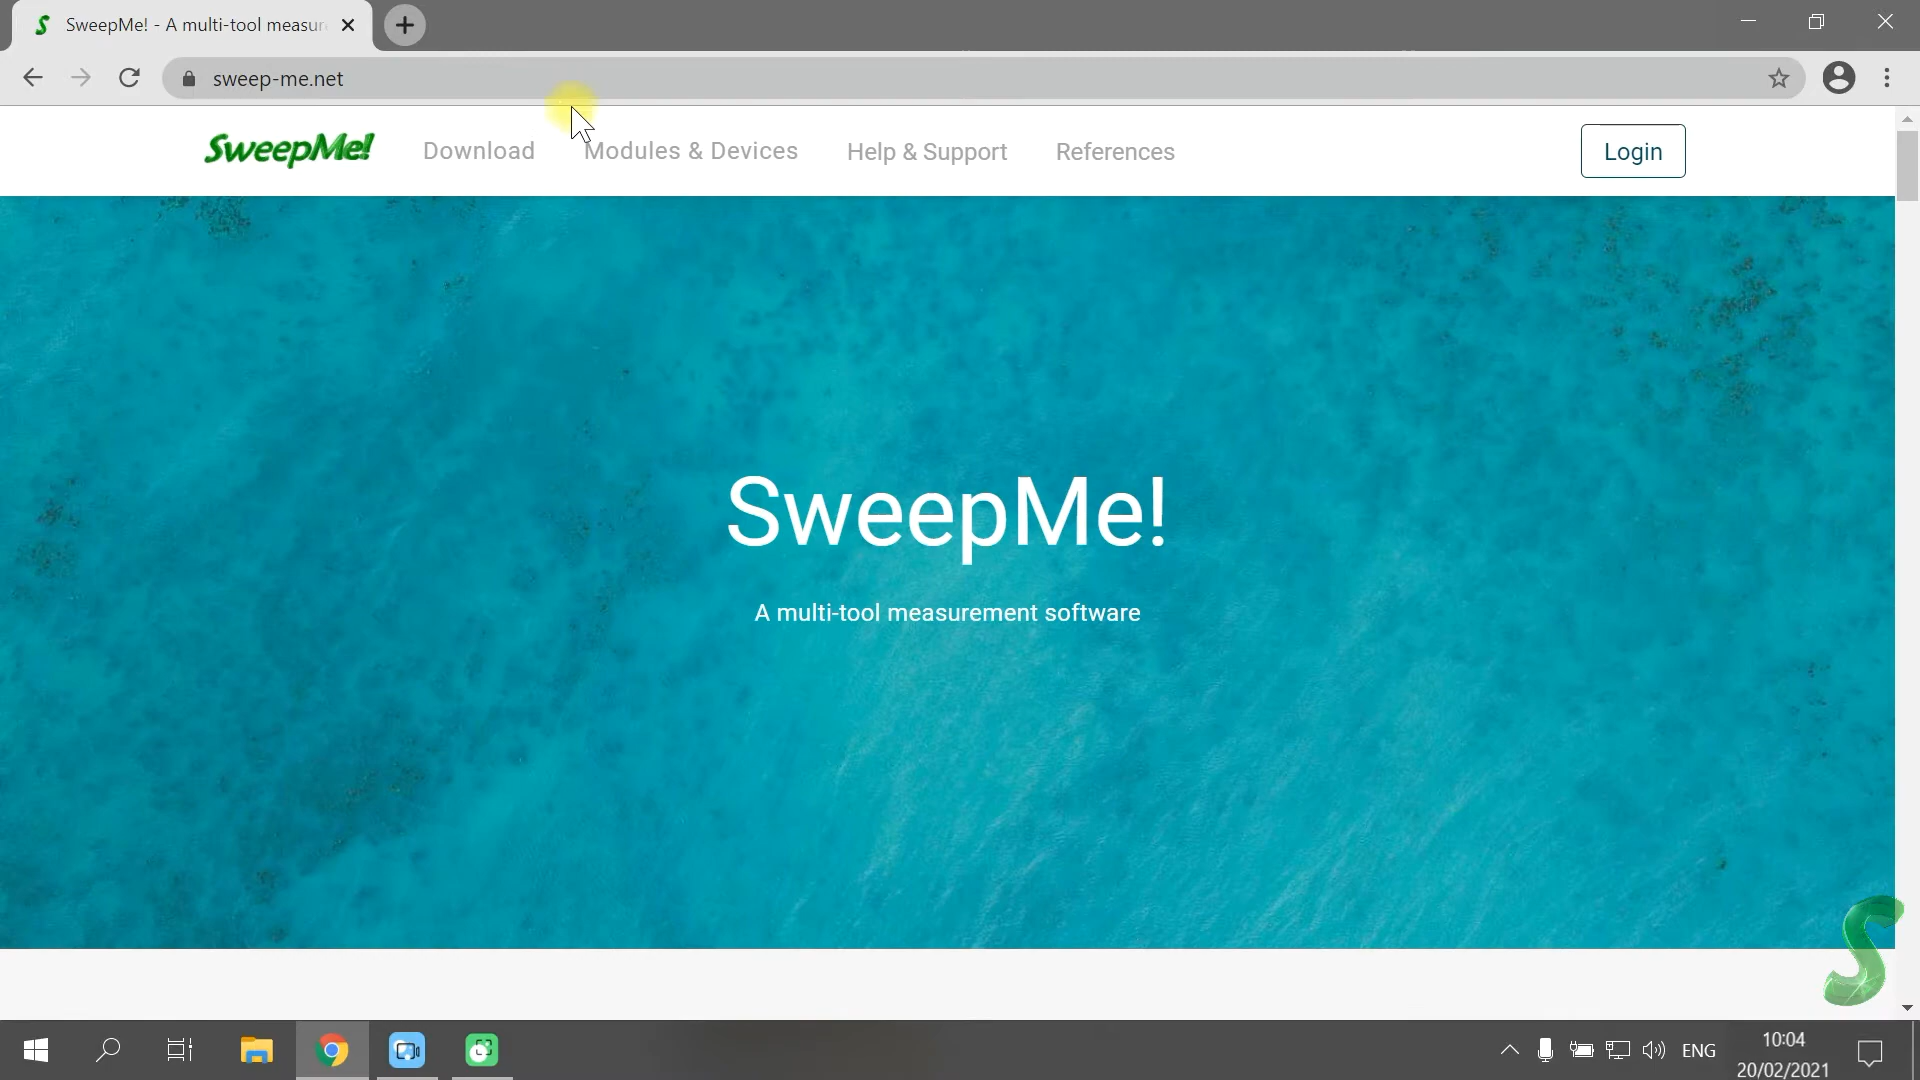 SweepMe! - A multi-tool measur
sweep-me.net
SweepMe!
Download
Modules & Devices
Help & Support
References
Login
SweepMe!
A multi-tool measurement software
S
ENG
10:04
20/02/2021